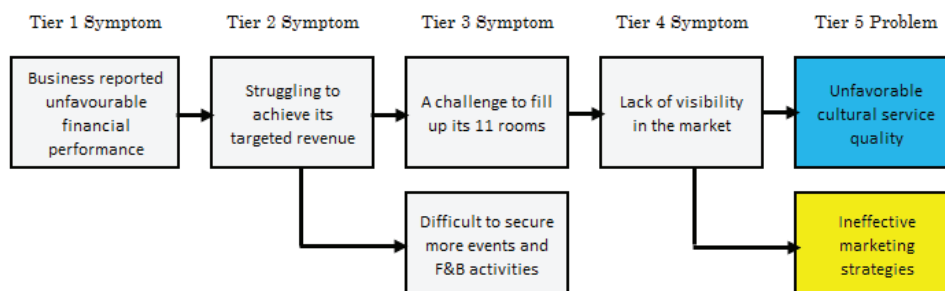 Tier 1 Symptom
Tier 2 Symptom
Tier 3 Symptom
Tier 4 Symptom
Tier 5 Problem
Business reported
unfavourable
financial
performance
Struggling to
achieve its
targeted revenue
A challenge to fill
up its 11 rooms
Lack of visibility
in the market
Unfavorable
cultural service
quality
Difficult to secure
more events and
F&B activities
Ineffective
marketing
strategies